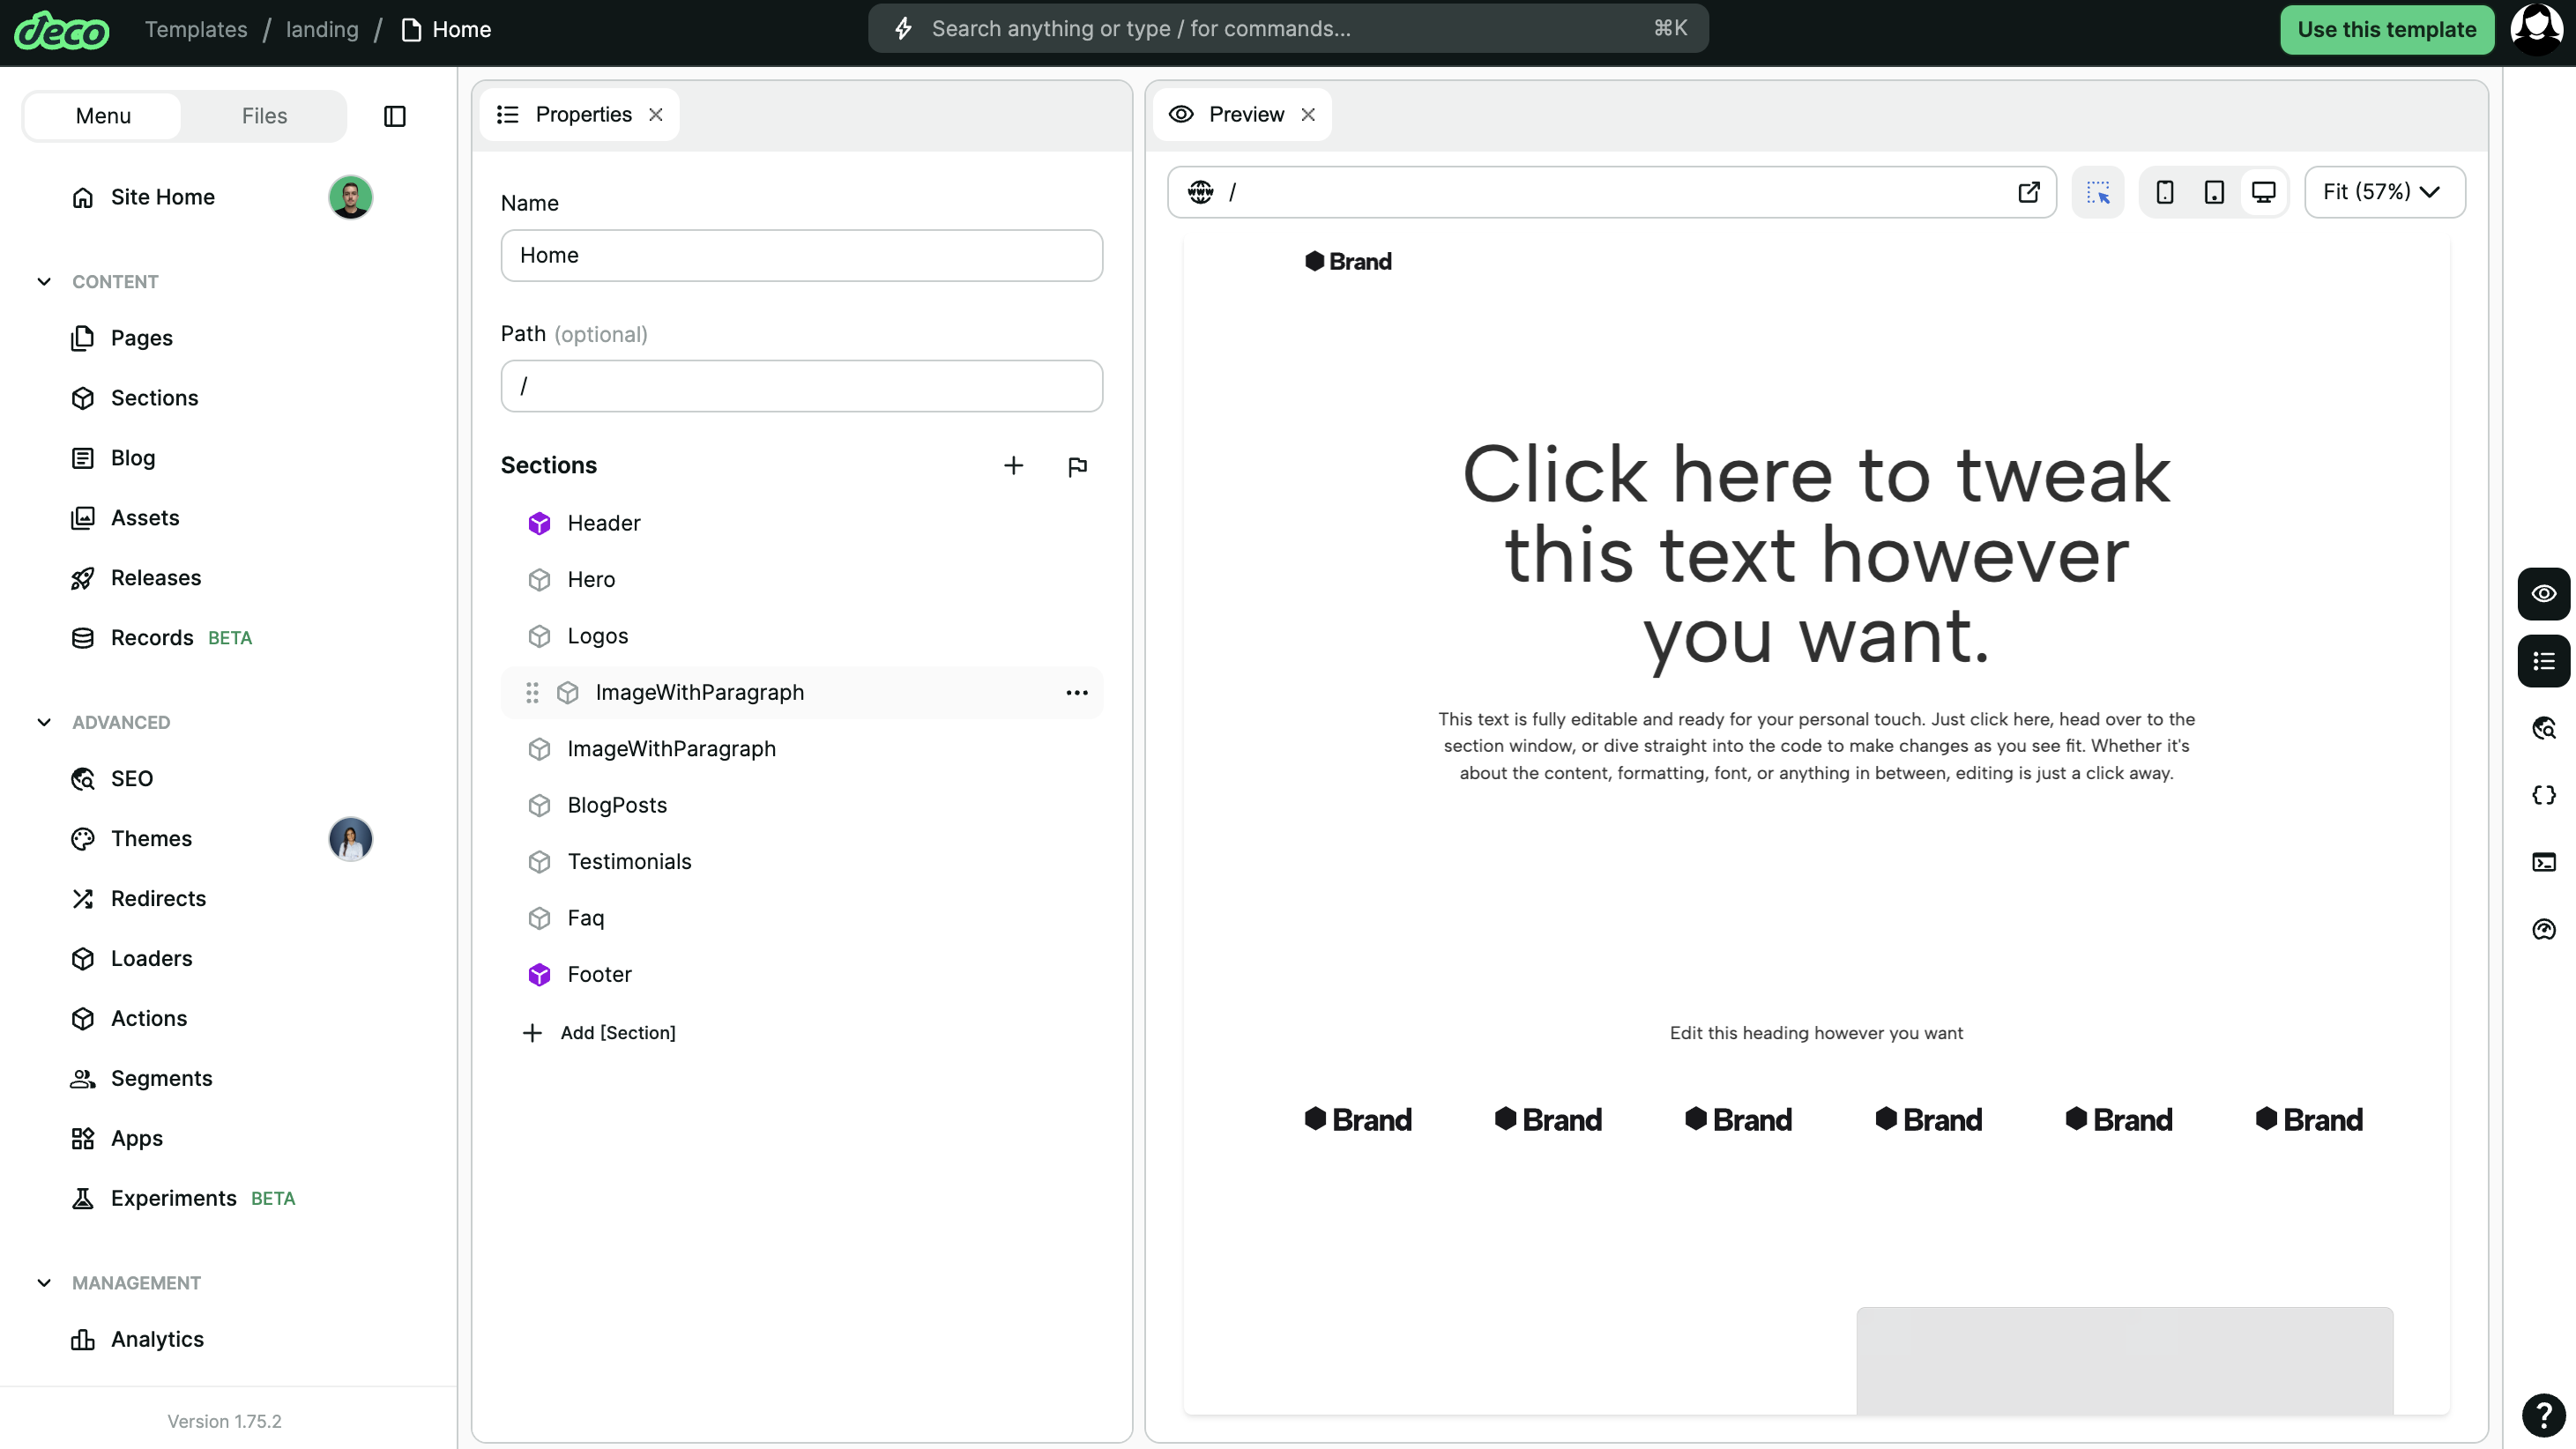 deco
Templates / landing / Home
Search anything or type / for commands... ⌘K
Use this template
Menu
Files
Site Home
CONTENT
Pages
Sections
Blog
Assets
Releases
Records BETA
ADVANCED
SEO
Themes
Redirects
Loaders
Actions
Segments
Apps
Experiments BETA
MANAGEMENT
Analytics
Version 1.75.2
Properties
Name
Home
Path (optional)
/
Sections
Header
Hero
Logos
ImageWithParagraph
ImageWithParagraph
BlogPosts
Testimonials
Faq
Footer
Add [Section]
Preview
www /
Fit (57%)
Brand
Click here to tweak
this text however
you want.
This text is fully editable and ready for your personal touch. Just click here, head over to the
section window, or dive straight into the code to make changes as you see fit. Whether it's
about the content, formatting, font, or anything in between, editing is just a click away.
Edit this heading however you want
Brand Brand Brand Brand Brand Brand
?